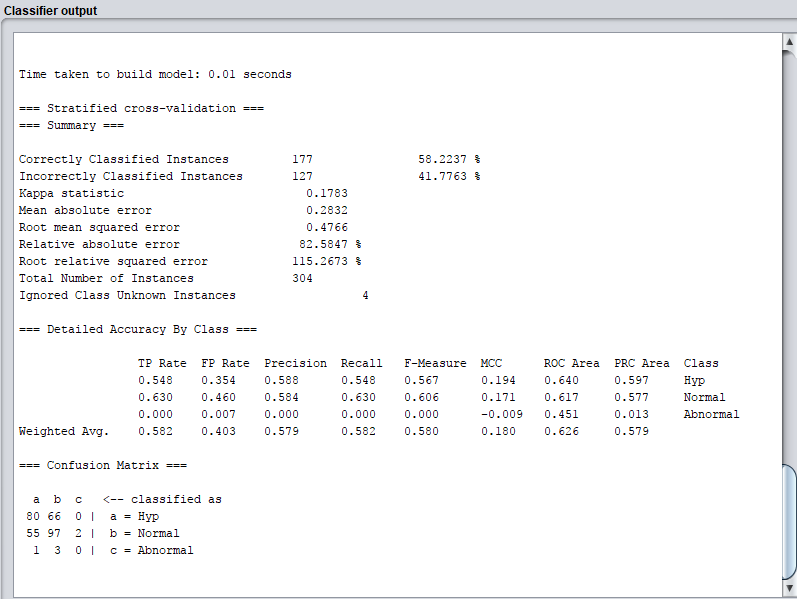 Classifier output
Time taken to build model: 0.01 seconds
=== Stratified cross-validation ===
=== Summary ===
Correctly Classified Instances 177 58.2237 %
Incorrectly Classified Instances 127 41.7763 %
Kappa statistic 0.1783
Mean absolute error 0.2832
Root mean squared error 0.4766
Relative absolute error 82.5847 %
Root relative squared error 115.2673 %
Total Number of Instances 304
Ignored Class Unknown Instances 4
=== Detailed Accuracy By Class ===
TP Rate FP Rate Precision Recall F-Measure MCC ROC Area PRC Area Class
0.548 0.354 0.588 0.548 0.567 0.194 0.640 0.597 Hyp
0.630 0.460 0.584 0.630 0.606 0.171 0.617 0.577 Normal
0.000 0.007 0.000 0.000 0.000 -0.009 0.451 0.013 Abnormal
Weighted Avg. 0.582 0.403 0.579 0.582 0.580 0.180 0.626 0.579
=== Confusion Matrix ===
a b c <-- classified as
80 66 0 | a = Hyp
55 97 2 | b = Normal
1 3 0 | c = Abnormal